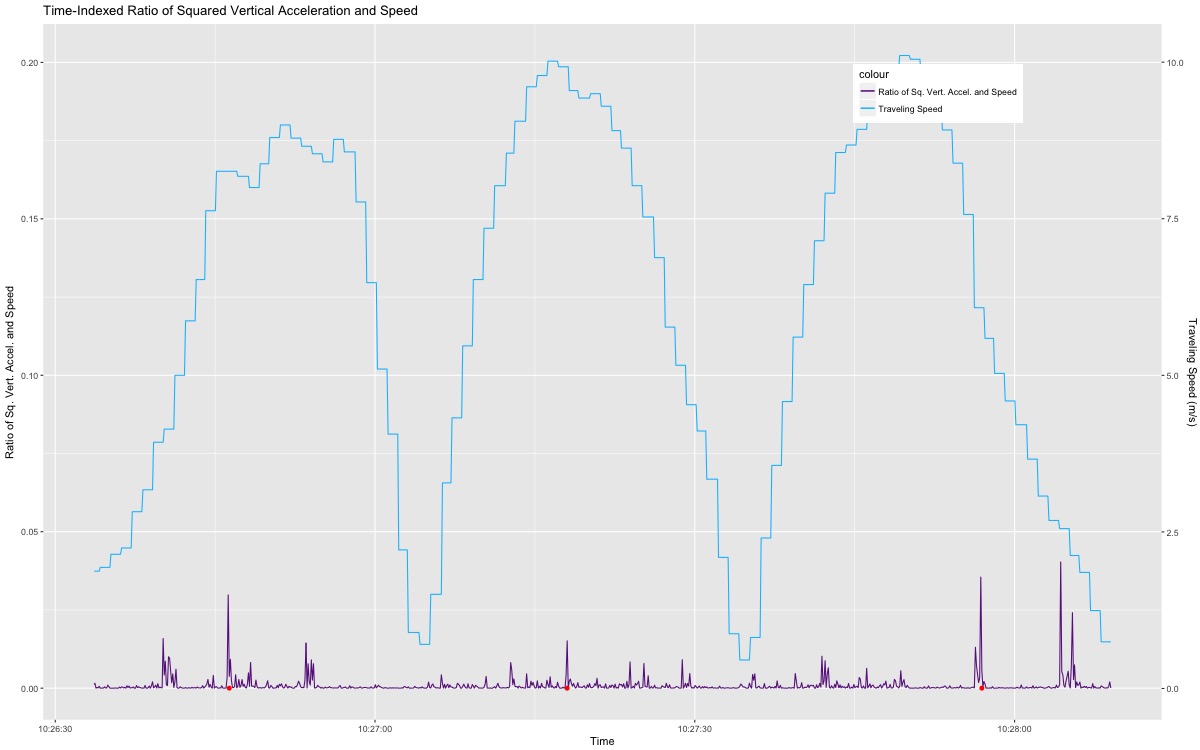 Time-Indexed Ratio of Squared Vertical Acceleration and Speed
0.20
0.15
0.10
0.05
0.00
Ratio of Sq. Vert. Accel. and Speed
colour
Ratio of Sq. Vert. Accel. and Speed
Traveling Speed
10.0
7.5
5.0
2.5
0.0
Traveling Speed (m/s)
10:26:30
10:27:00
10:27:30
10:28:00
Time